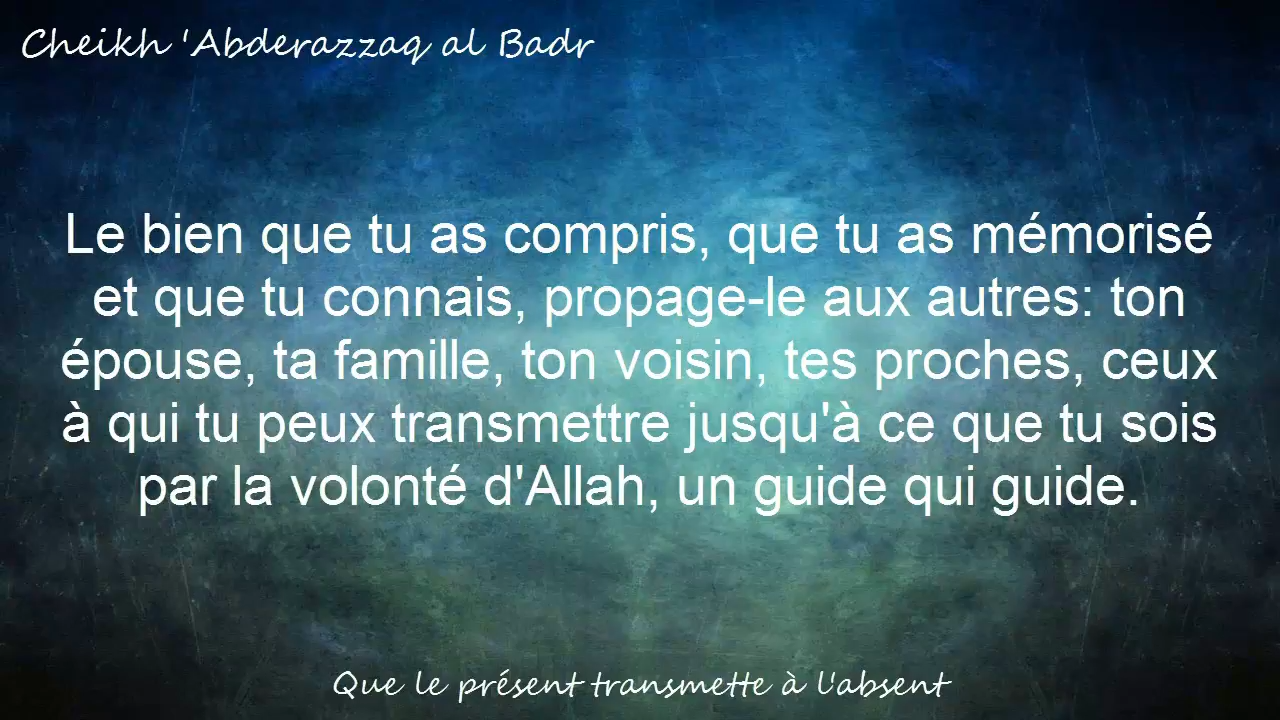 Cheikh 'Abderazzaq al Badr
Le bien que tu as compris, que tu as mémorisé
et que tu connais, propage-le aux autres: ton
épouse, ta famille, ton voisin, tes proches, ceux
à qui tu peux transmettre jusqu'à ce que tu sois
par la volonté d'Allah, un guide qui guide.
Que le présent transmette à l'absent